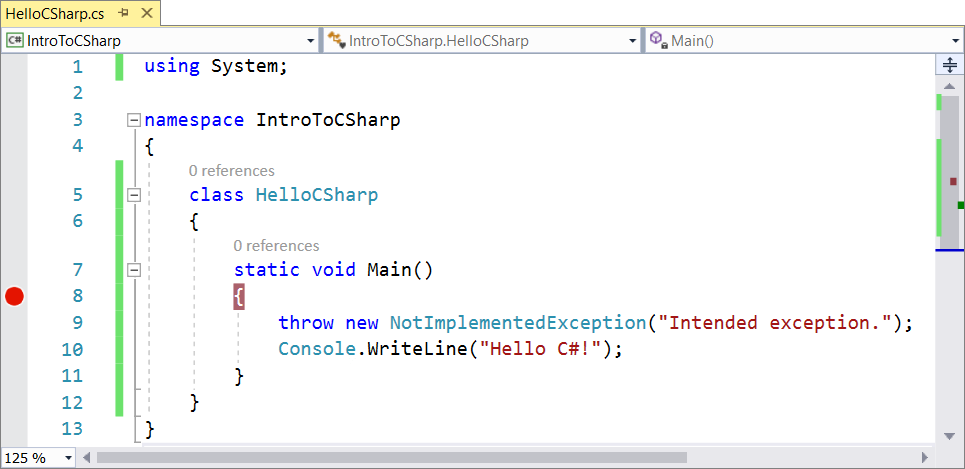 HelloCSharp.cs
C# IntroToCSharp IntroToCSharp.HelloCSharp Main()
1 using System;
2
3 namespace IntroToCSharp
4 {
0 references
5 class HelloCSharp
6 {
0 references
7 static void Main()
8 {
9 throw new NotImplementedException("Intended exception.");
10 Console.WriteLine("Hello C#!");
11 }
12 }
13 }
125 %